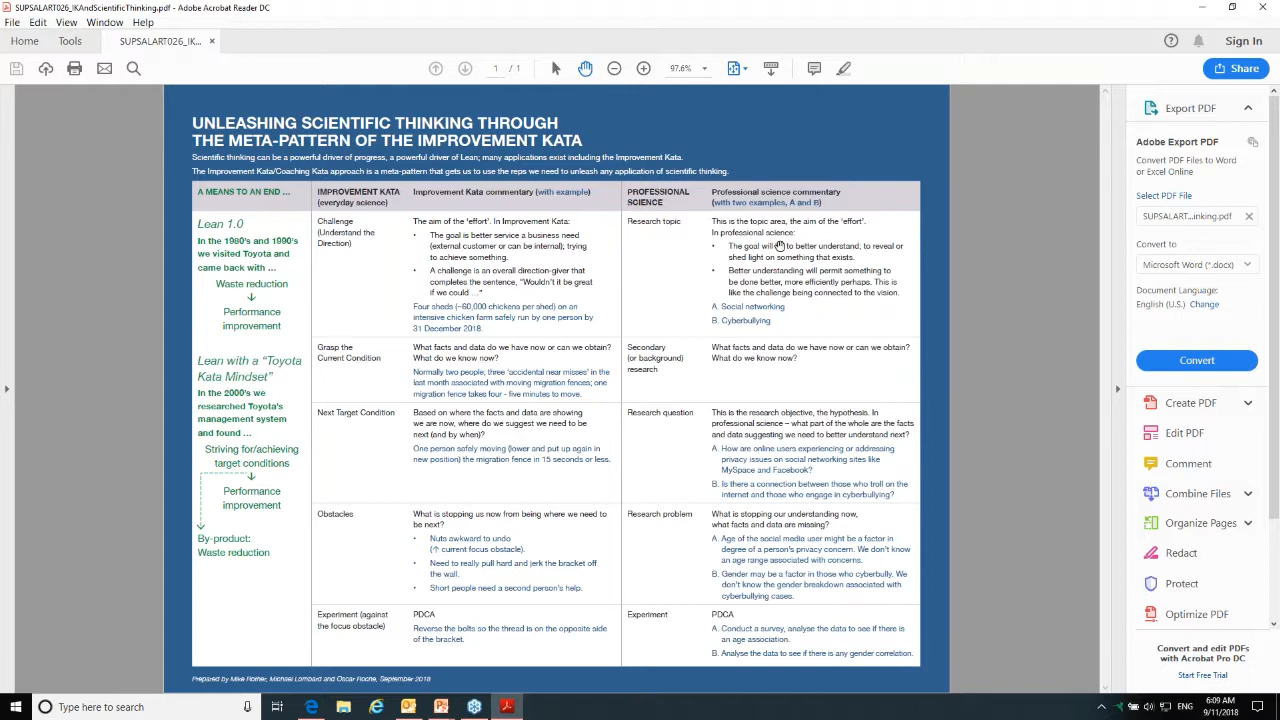 SUPSALART026_IKAndScientificThinking.pdf - Adobe Acrobat Reader DC
File Edit View Window Help
Home Tools SUPSALART026_IK... × Sign In
1 / 1 97.6% Share
UNLEASHING SCIENTIFIC THINKING THROUGH
THE META-PATTERN OF THE IMPROVEMENT KATA
Scientific thinking can be a powerful driver of progress, a powerful driver of Lean; many applications exist including the Improvement Kata.
The Improvement Kata/Coaching Kata approach is a meta-pattern that gets us to use the reps we need to unleash any application of scientific thinking.
A MEANS TO AN END ...
Lean 1.0
In the 1980's and 1990's
we visited Toyota and
came back with ...
Waste reduction
↓
Performance
improvement
Lean with a "Toyota
Kata Mindset"
In the 2000's we
researched Toyota's
management system
and found ...
Striving for/achieving
target conditions
↓
Performance
improvement
By-product:
Waste reduction
IMPROVEMENT KATA
(everyday science)
Improvement Kata commentary (with example)
PROFESSIONAL
SCIENCE
Professional science commentary
(with two examples, A and B)
Challenge
(Understand the
Direction)
The aim of the 'effort'. In Improvement Kata:
• The goal is better service a business need
(external customer or can be internal); trying
to achieve something.
• A challenge is an overall direction-giver that
completes the sentence, "Wouldn't it be great
if we could ..."
Four sheds (~60,000 chickens per shed) on an
intensive chicken farm safely run by one person by
31 December 2018.
Research topic
This is the topic area, the aim of the 'effort'.
In professional science:
• The goal will to better understand; to reveal or
shed light on something that exists.
• Better understanding will permit something to
be done better, more efficiently perhaps. This is
like the challenge being connected to the vision.
A. Social networking
B. Cyberbullying
Grasp the
Current Condition
What facts and data do we have now or can we obtain?
What do we know now?
Normally two people; three 'accidental near misses' in the
last month associated with moving migration fences; one
migration fence takes four - five minutes to move.
Secondary
(or background)
research
What facts and data do we have now or can we obtain?
What do we know now?
Next Target Condition
Based on where the facts and data are showing
we are now, where do we suggest we need to be
next (and by when)?
One person safely moving (lower and put up again in
new position) the migration fence in 15 seconds or less.
Research question
This is the research objective, the hypothesis. In
professional science – what part of the whole are the facts
and data suggesting we need to better understand next?
A. How are online users experiencing or addressing
privacy issues on social networking sites like
MySpace and Facebook?
B. Is there a connection between those who troll on the
internet and those who engage in cyberbullying?
Obstacles
What is stopping us now from being where we need to
be next?
• Nuts awkward to undo
(↑ current focus obstacle).
• Need to really pull hard and jerk the bracket off
the wall.
• Short people need a second person's help.
Research problem
What is stopping our understanding now,
what facts and data are missing?
A. Age of the social media user might be a factor in
degree of a person's privacy concern. We don't know
an age range associated with concerns.
B. Gender may be a factor in those who cyberbully. We
don't know the gender breakdown associated with
cyberbullying cases.
Experiment (against
the focus obstacle)
PDCA
Reverse the bolts so the thread is on the opposite side
of the bracket.
Experiment
PDCA
A. Conduct a survey, analyse the data to see if there is
an age association.
B. Analyse the data to see if there is any gender correlation.
Prepared by Mike Rother, Michael Lombard and Oscar Roche, September 2018
Export PDF
Adobe Export PDF
Convert PDF Files to Word
or Excel Online
Select PDF File
SUPSALART...inking.pdf ×
Convert to
Microsoft Word (*.docx)
Document Language:
English (U.S.) Change
Convert
Create PDF
Edit PDF
Comment
Combine Files
Organize Pages
Redact
Protect
Optimize PDF
Convert and edit PDFs
with Acrobat Pro DC
Start Free Trial
Type here to search
6:09 AM
9/11/2018